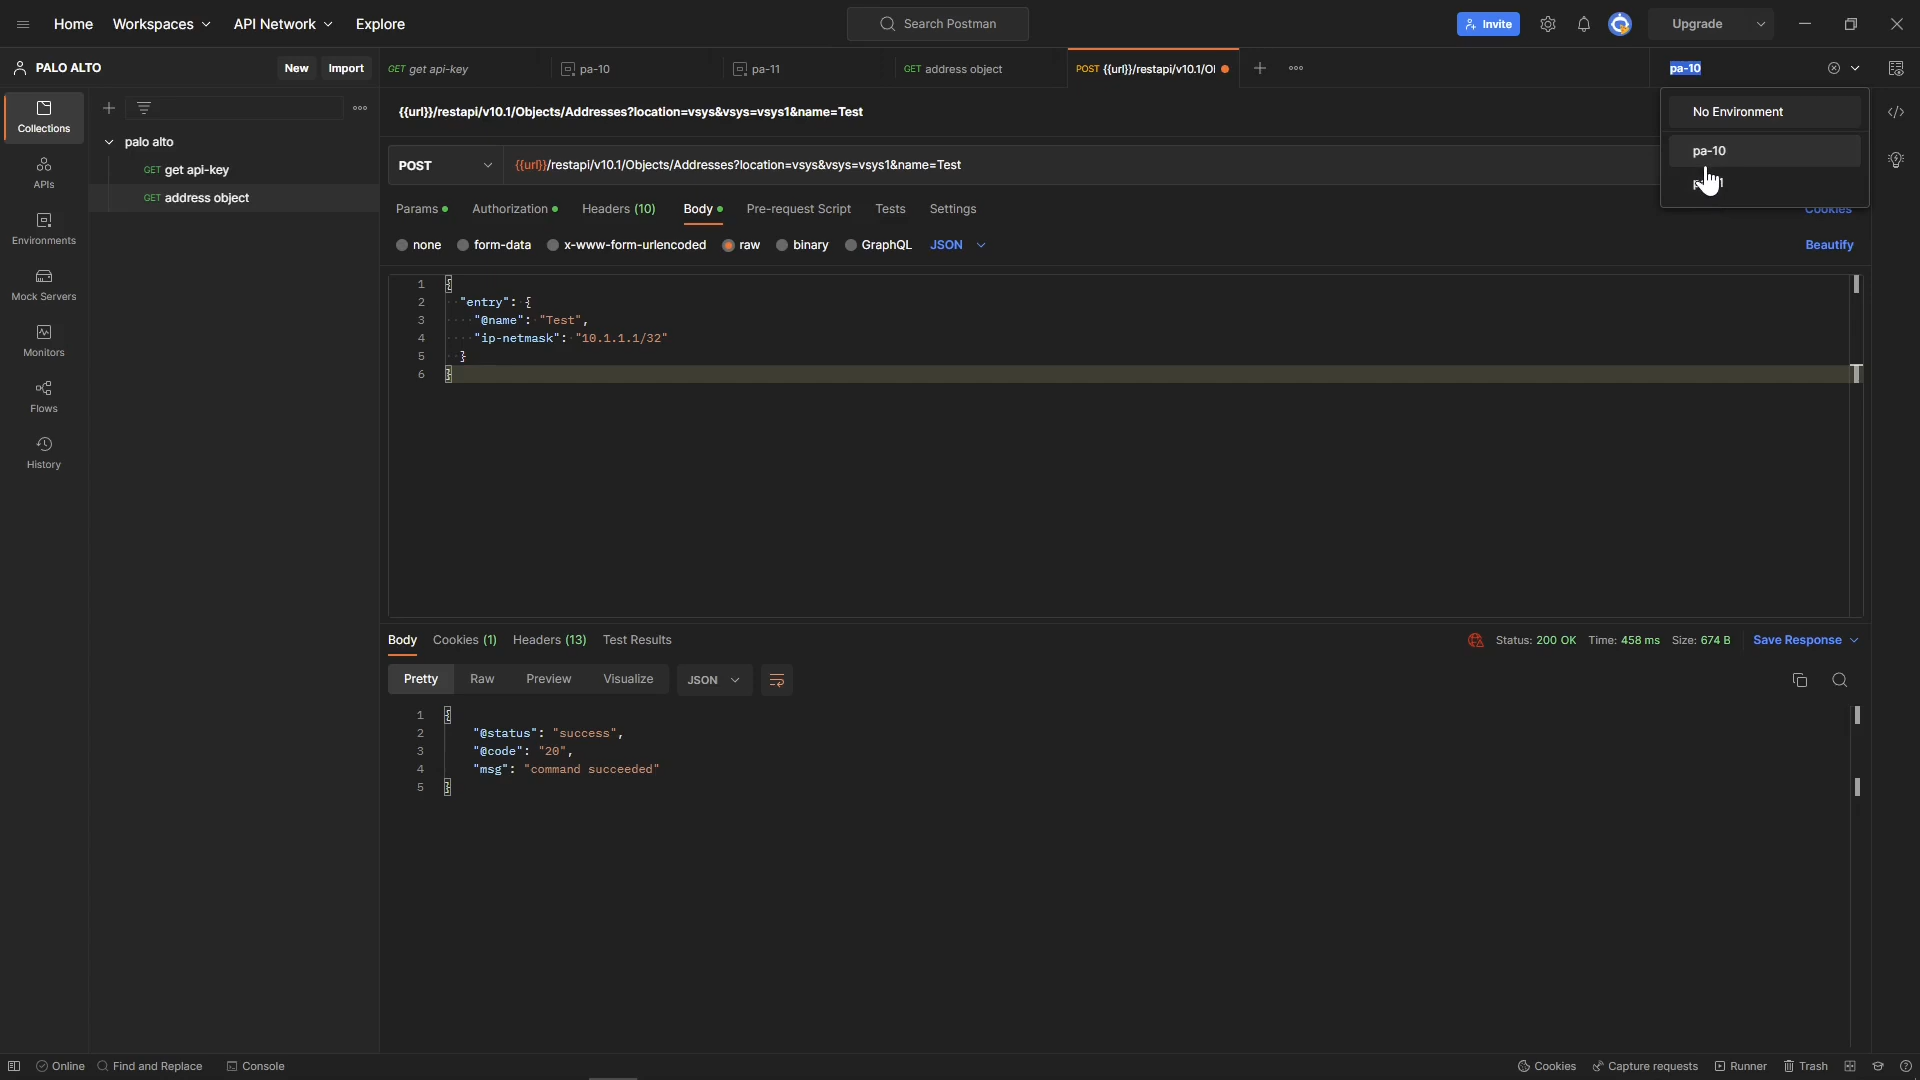 Home Workspaces API Network Explore Search Postman Invite Upgrade
PALO ALTO New Import GET get api-key pa-10 pa-11 GET address object POST {{url}}/restapi/v10.1/Ol pa-10
Collections
palo alto
GET get api-key
GET address object
APIs
Environments
Mock Servers
Monitors
Flows
History
{{url}}/restapi/v10.1/Objects/Addresses?location=vsys&vsys=vsys1&name=Test
No Environment
pa-10
POST {{url}}/restapi/v10.1/Objects/Addresses?location=vsys&vsys=vsys1&name=Test
Params Authorization Headers (10) Body Pre-request Script Tests Settings Cookies
none form-data x-www-form-urlencoded raw binary GraphQL JSON Beautify
1 {
2 "entry": {
3 "@name": "Test",
4 "ip-netmask": "10.1.1.1/32"
5 }
6 }
Body Cookies (1) Headers (13) Test Results Status: 200 OK Time: 458 ms Size: 674 B Save Response
Pretty Raw Preview Visualize JSON
1 {
2 "@status": "success",
3 "@code": "20",
4 "msg": "command succeeded"
5 }
Online Find and Replace Console Cookies Capture requests Runner Trash